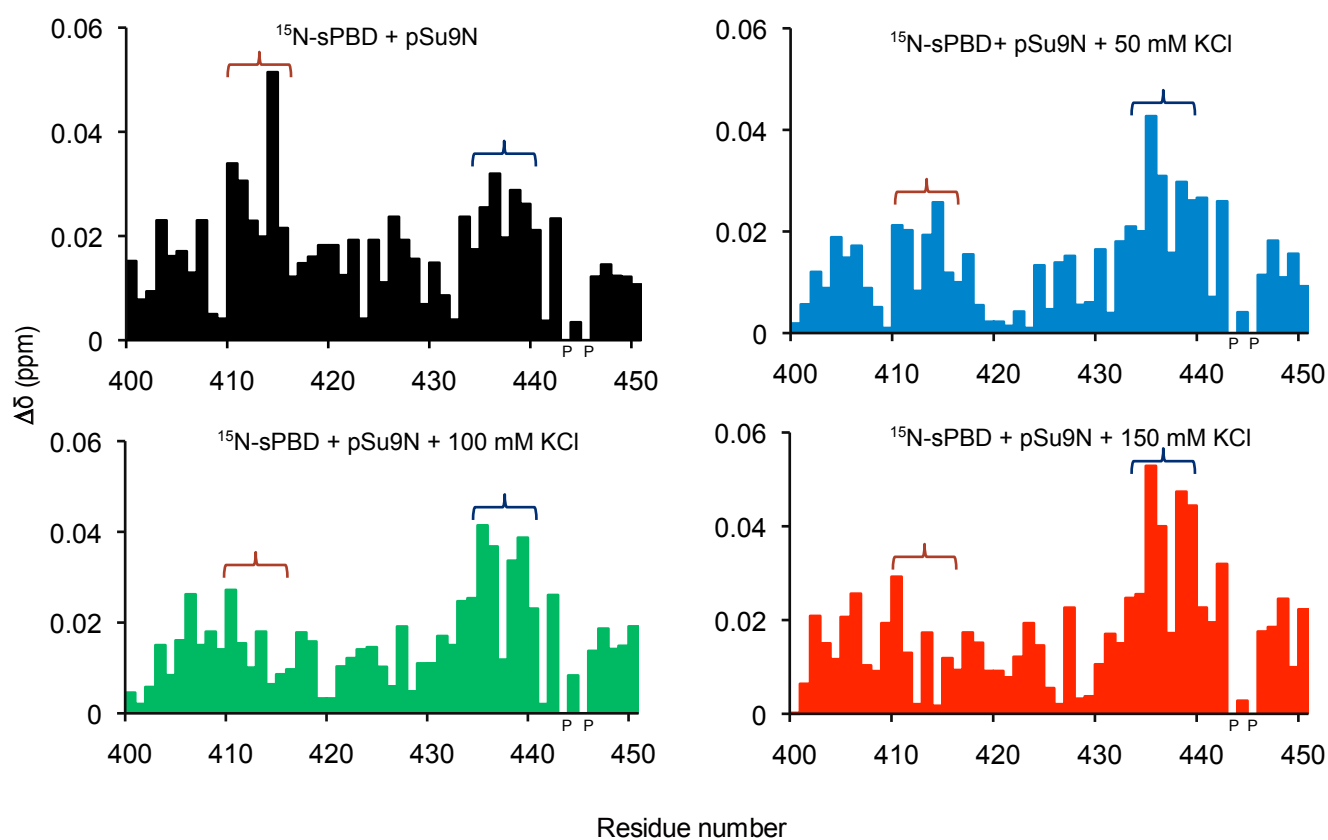 ¹⁵N-sPBD + pSu9N
0.06
0.04
0.02
0
P P
400 410 420 430 440 450
¹⁵N-sPBD+ pSu9N + 50 mM KCl
0.06
0.04
0.02
0
P P
400 410 420 430 440 450
Δδ (ppm)
¹⁵N-sPBD + pSu9N + 100 mM KCl
0.06
0.04
0.02
0
P P
400 410 420 430 440 450
¹⁵N-sPBD + pSu9N + 150 mM KCl
0.06
0.04
0.02
0
P P
400 410 420 430 440 450
Residue number